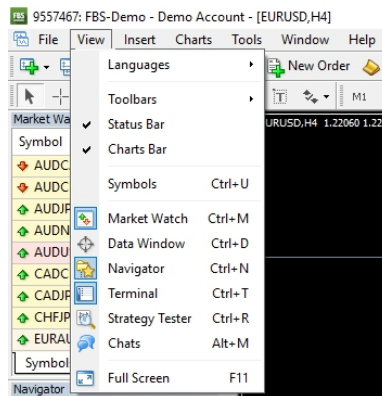 9557467: FBS-Demo - Demo Account - [EURUSD,H4]
File View Insert Charts Tools Window Help
New Order
M1
Languages
Toolbars
Status Bar
Charts Bar
Symbols Ctrl+U
Market Watch Ctrl+M
Data Window Ctrl+D
Navigator Ctrl+N
Terminal Ctrl+T
Strategy Tester Ctrl+R
Chats Alt+M
Full Screen F11
Market Wa
Symbol
AUDC
AUDC
AUDJP
AUDN
AUDU
CADC
CADJP
CHFJP
EURAU
Symbol
Navigator
URUSD,H4 1.22060 1.22